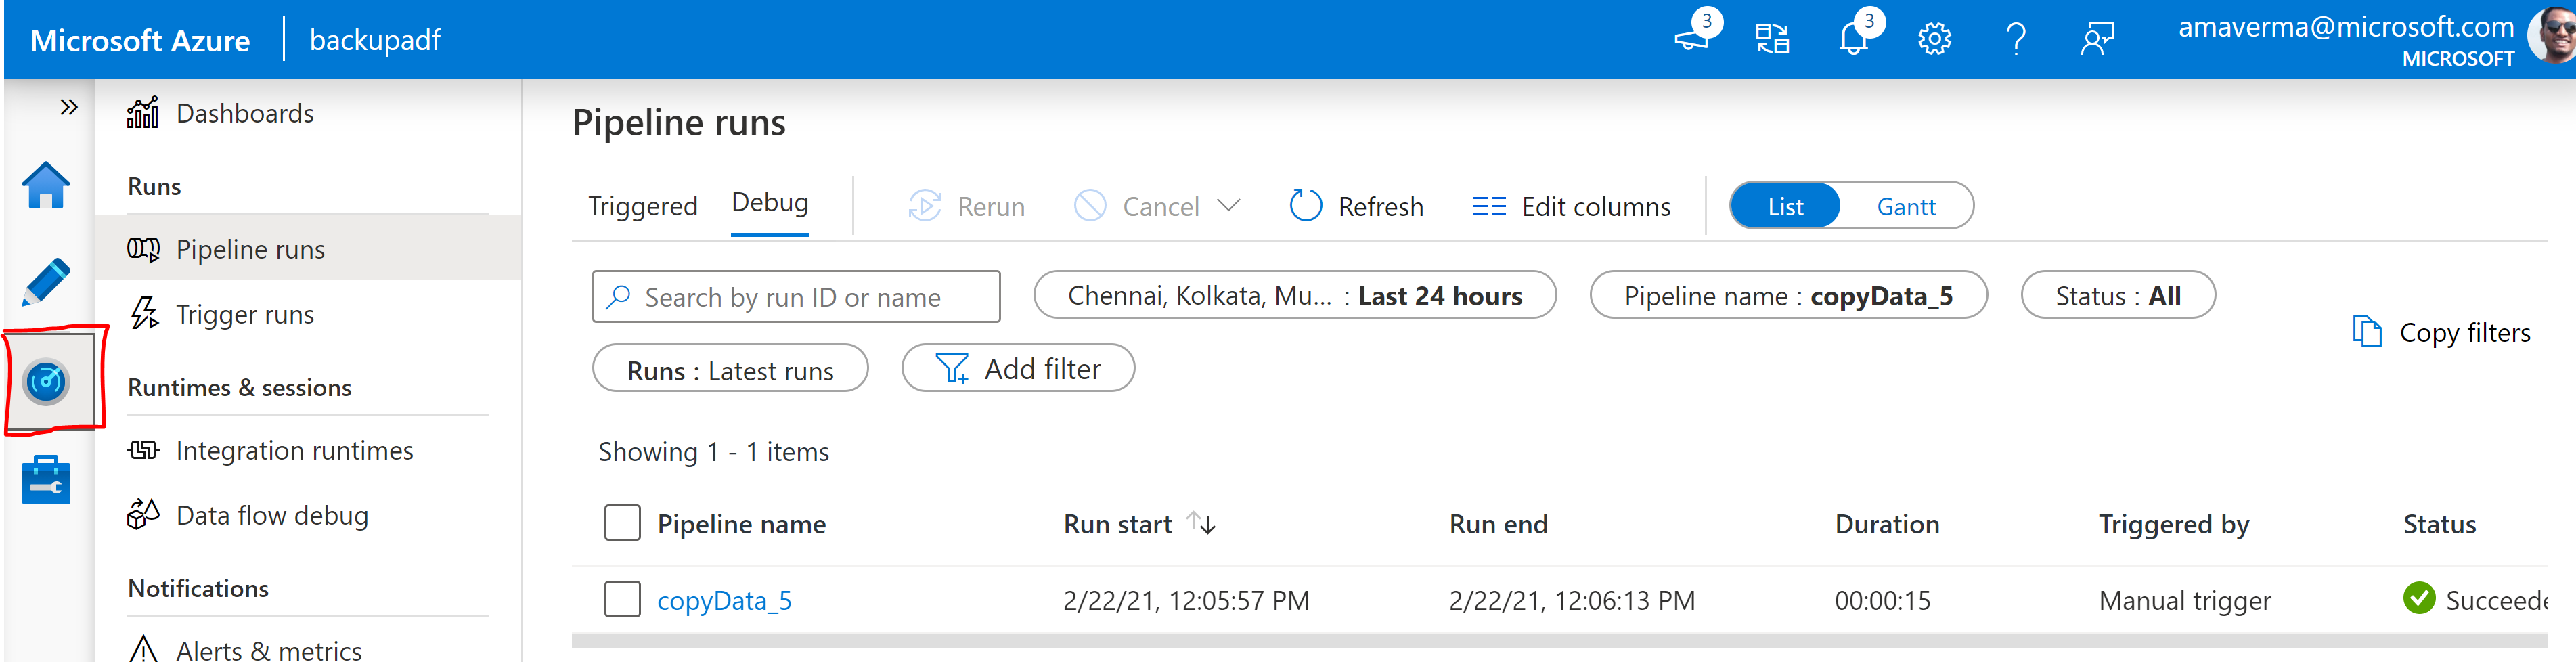 Microsoft Azure
backupadf
3
3
?
amaverma@microsoft.com
MICROSOFT
»
Dashboards
Runs
Pipeline runs
Trigger runs
Runtimes & sessions
Integration runtimes
Data flow debug
Notifications
Alerts & metrics
Pipeline runs
Triggered
Debug
Rerun
Cancel
Refresh
Edit columns
List
Gantt
Search by run ID or name
Chennai, Kolkata, Mu... : Last 24 hours
Pipeline name : copyData_5
Status : All
Runs : Latest runs
Add filter
Copy filters
Showing 1 - 1 items
Pipeline name Run start Run end Duration Triggered by Status
copyData_5 2/22/21, 12:05:57 PM 2/22/21, 12:06:13 PM 00:00:15 Manual trigger Succeede